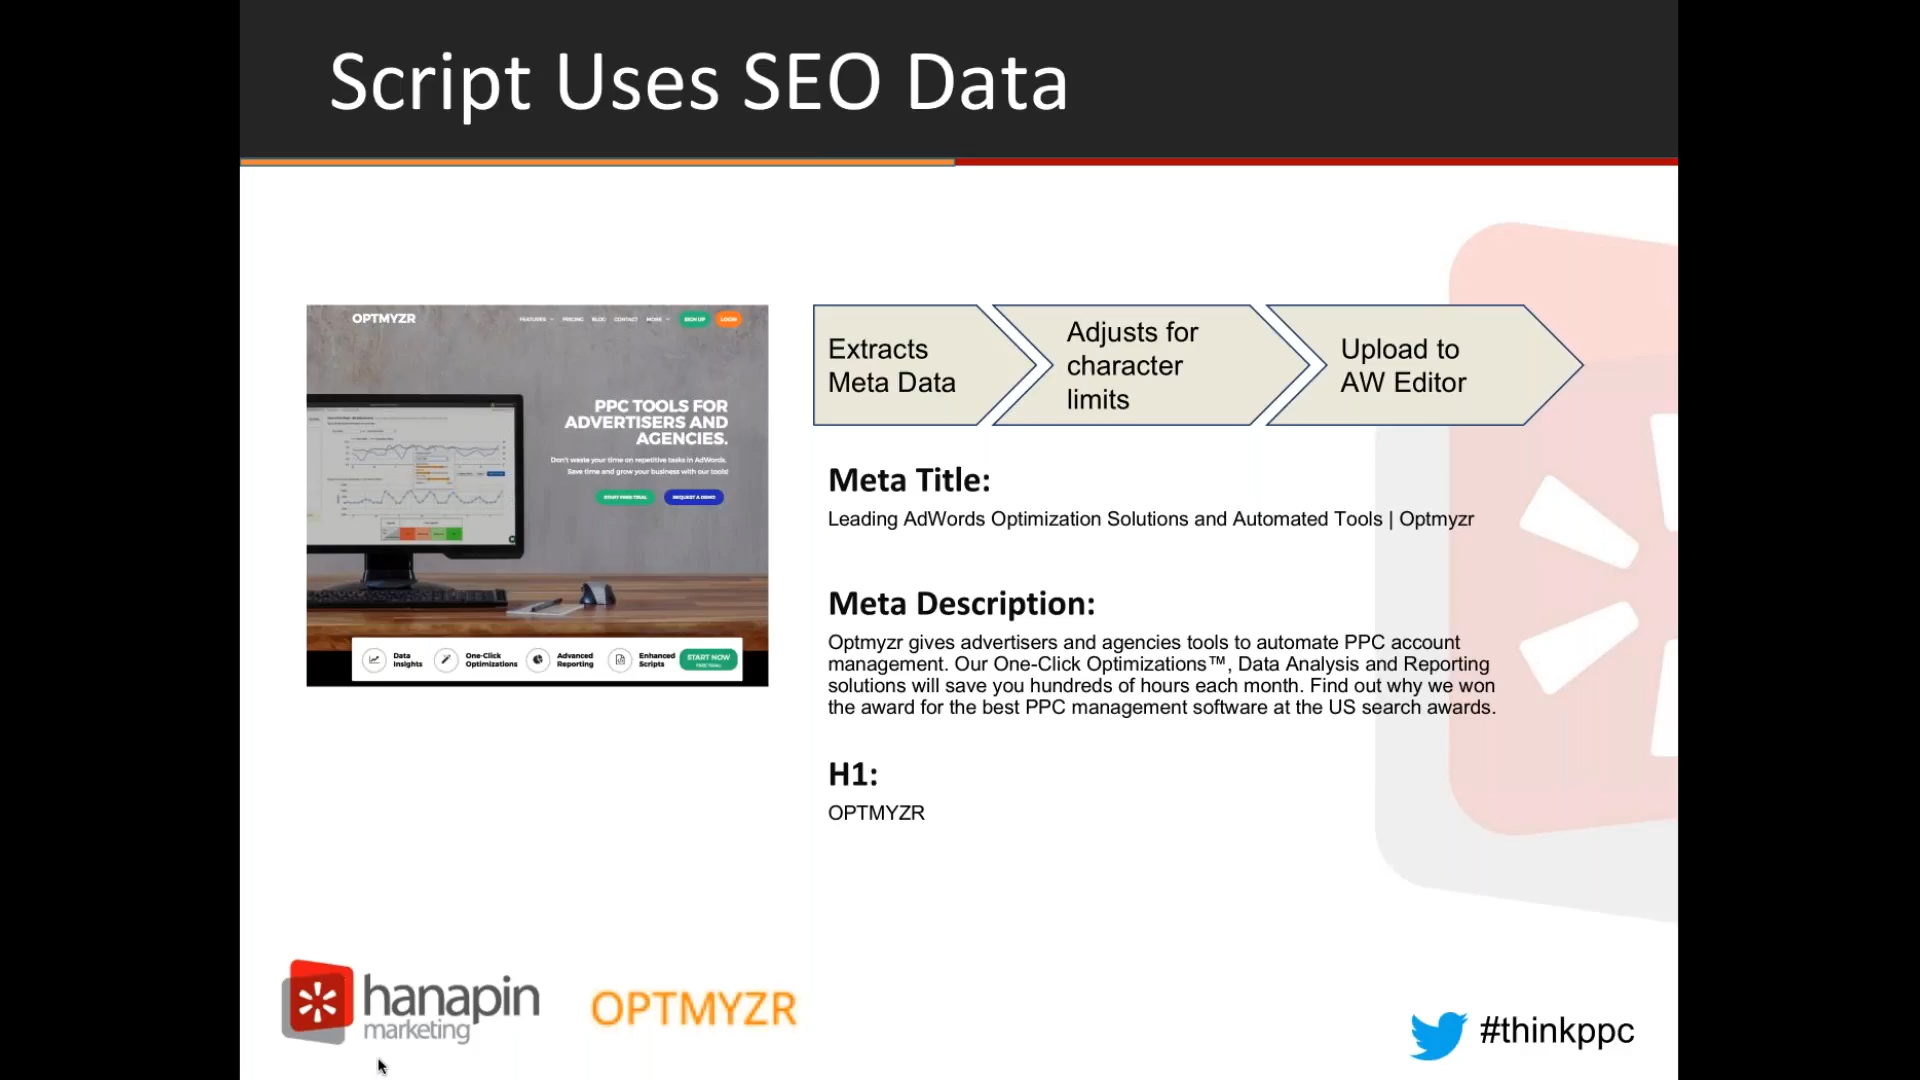 Script Uses SEO Data
OPTMYZR
FEATURES
PRICING
BLOG
CONTACT
MORE
SIGN UP
LOGIN
PPC TOOLS FOR
ADVERTISERS AND
AGENCIES.
Don't waste your time on repetitive tasks in AdWords.
Save time and grow your business with our tools!
START FREE TRIAL
REQUEST A DEMO
Data
Insights
One-Click
Optimizations
Advanced
Reporting
Enhanced
Scripts
START NOW
FREE TRIAL
Extracts
Meta Data
Adjusts for
character
limits
Upload to
AW Editor
Meta Title:
Leading AdWords Optimization Solutions and Automated Tools | Optmyzr
Meta Description:
Optmyzr gives advertisers and agencies tools to automate PPC account
management. Our One-Click Optimizations™, Data Analysis and Reporting
solutions will save you hundreds of hours each month. Find out why we won
the award for the best PPC management software at the US search awards.
H1:
OPTMYZR
hanapin
marketing
OPTMYZR
#thinkppc